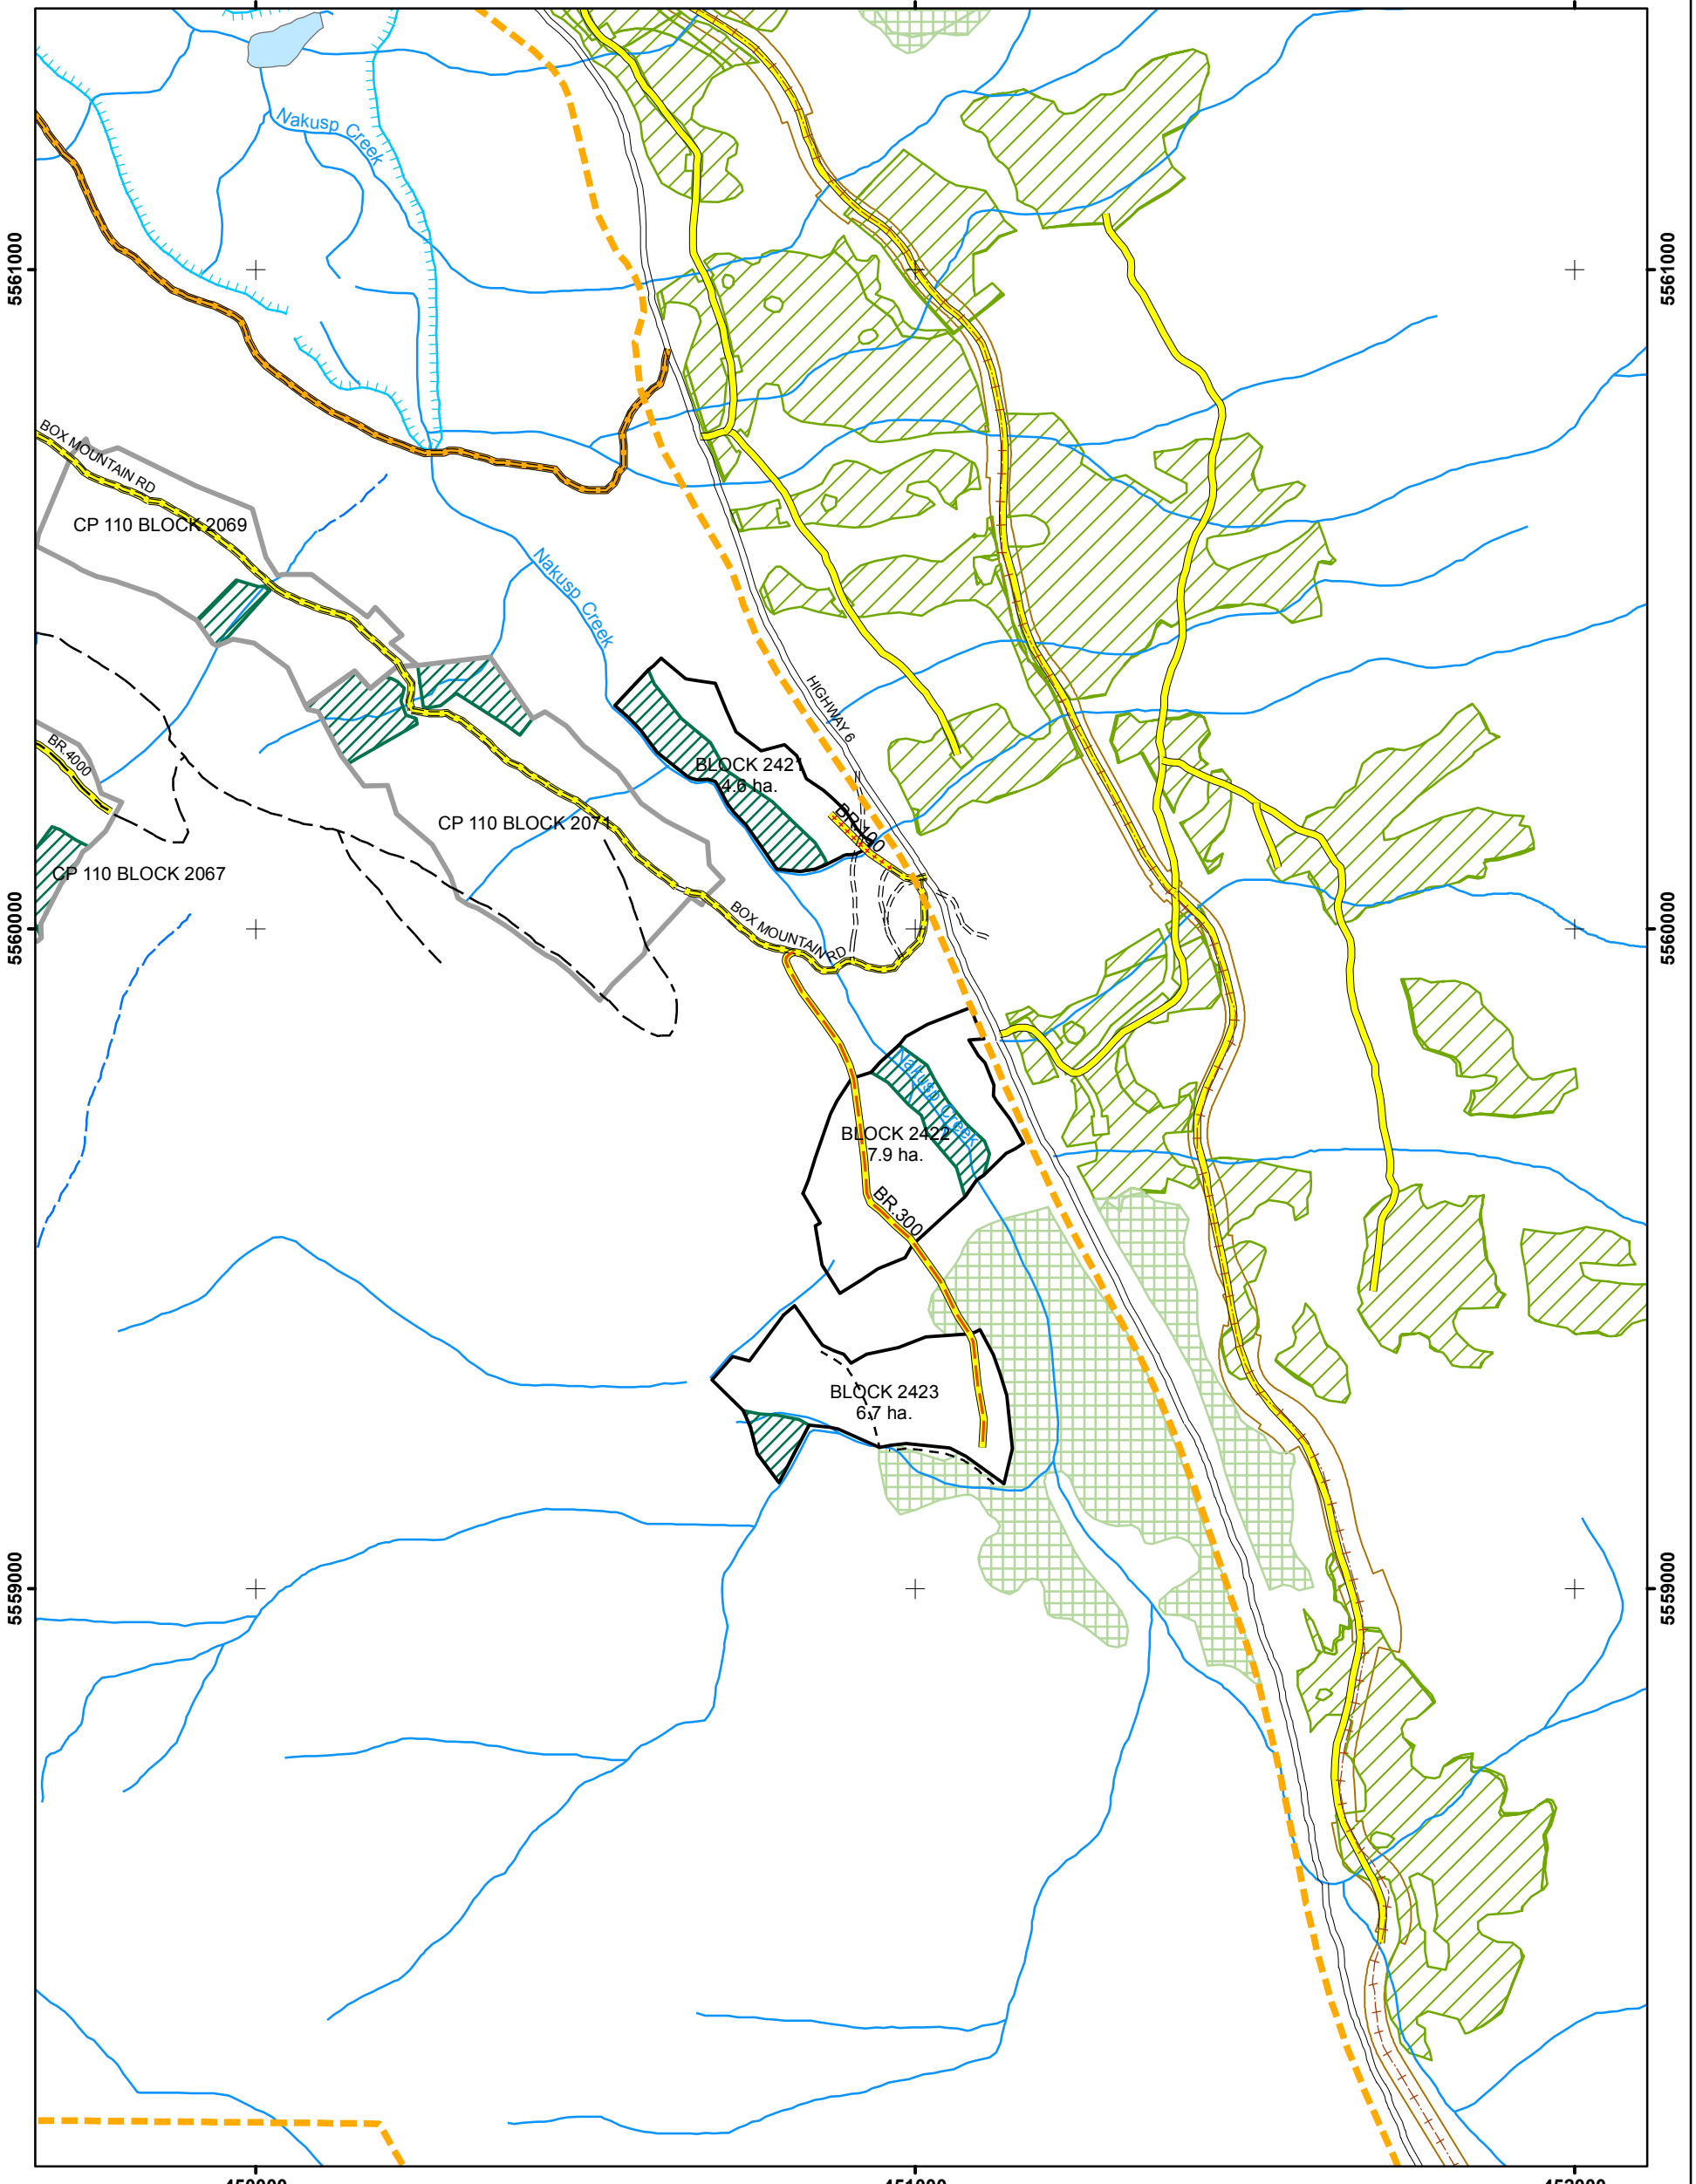 Nakusp Creek
5561000
5561000
BOX MOUNTAIN RD
CP 110 BLOCK 2069
Nakusp Creek
HIGHWAY 6
BR.4000
BLOCK 2421
4.6 ha.
BR.100
CP 110 BLOCK 2071
CP 110 BLOCK 2067
5560000
BOX MOUNTAIN RD
5560000
Nakusp Creek
BLOCK 2422
7.9 ha.
BR.300
BLOCK 2423
6.7 ha.
5559000
5559000